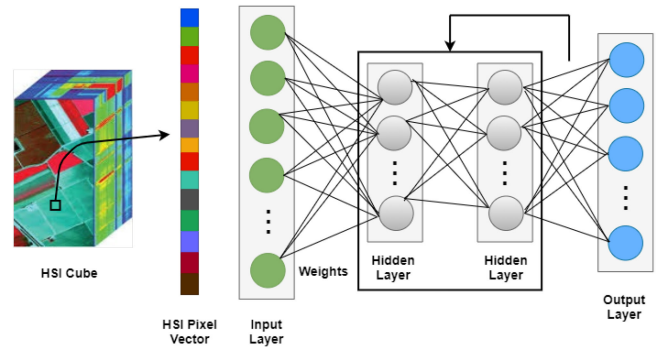 HSI Cube
HSI Pixel
Vector
Input
Layer
Weights
Hidden
Layer
Hidden
Layer
Output
Layer